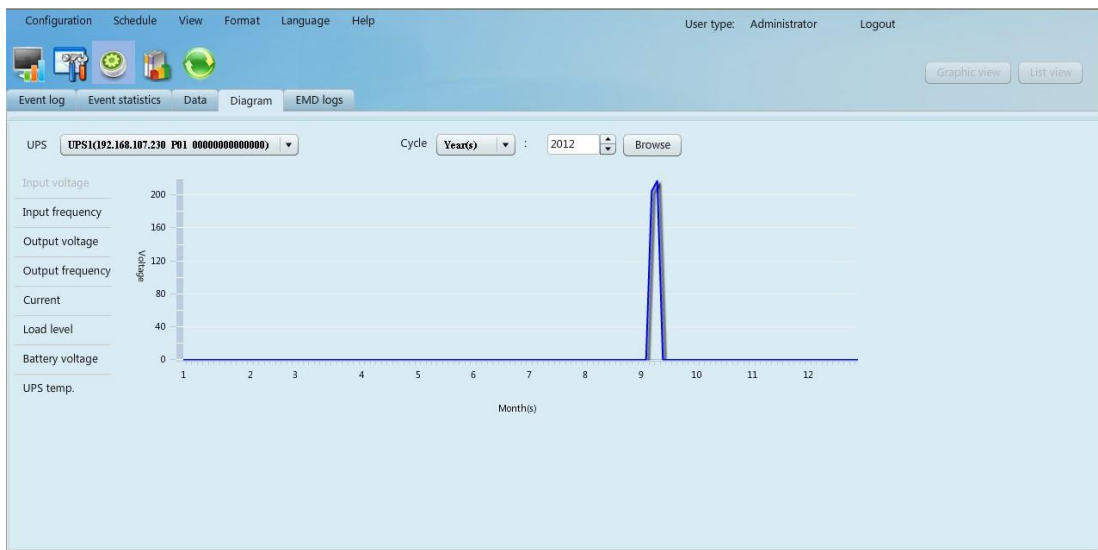 Configuration Schedule View Format Language Help User type: Administrator Logout
Graphic view List view
Event log Event statistics Data Diagram EMD logs
UPS UPS1(192.168.107.230 P01 00000000000000) Cycle Year(s) : 2012 Browse
Input voltage
Input frequency
Output voltage
Output frequency
Current
Load level
Battery voltage
UPS temp.
Voltage
200
160
120
80
40
0
1 2 3 4 5 6 7 8 9 10 11 12
Month(s)